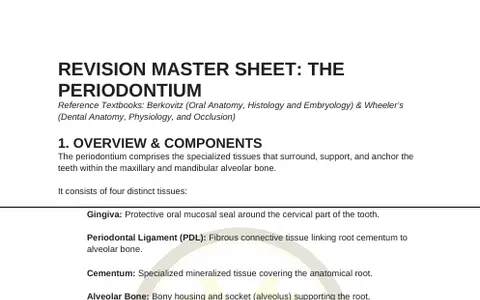 REVISION MASTER SHEET: THE
PERIODONTIUM
Reference Textbooks: Berkovitz (Oral Anatomy, Histology and Embryology) & Wheeler's
(Dental Anatomy, Physiology, and Occlusion)
1. OVERVIEW & COMPONENTS
The periodontium comprises the specialized tissues that surround, support, and anchor the
teeth within the maxillary and mandibular alveolar bone.
It consists of four distinct tissues:
Gingiva: Protective oral mucosal seal around the cervical part of the tooth.
Periodontal Ligament (PDL): Fibrous connective tissue linking root cementum to
alveolar bone.
Cementum: Specialized mineralized tissue covering the anatomical root.
Alveolar Bone: Bony housing and socket (alveolus) supporting the root.